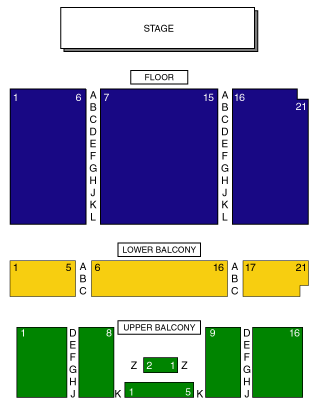 STAGE
FLOOR
1 6 A 7 15 A 16
B B 21
C C
D D
E E
F F
G G
H H
J J
K K
L L
LOWER BALCONY
1 5 A 6 16 A 17 21
B B
C C
UPPER BALCONY
1 D 8 9 D 16
E E
F F
G Z 2 1 Z G
H H
J K 1 5 K J